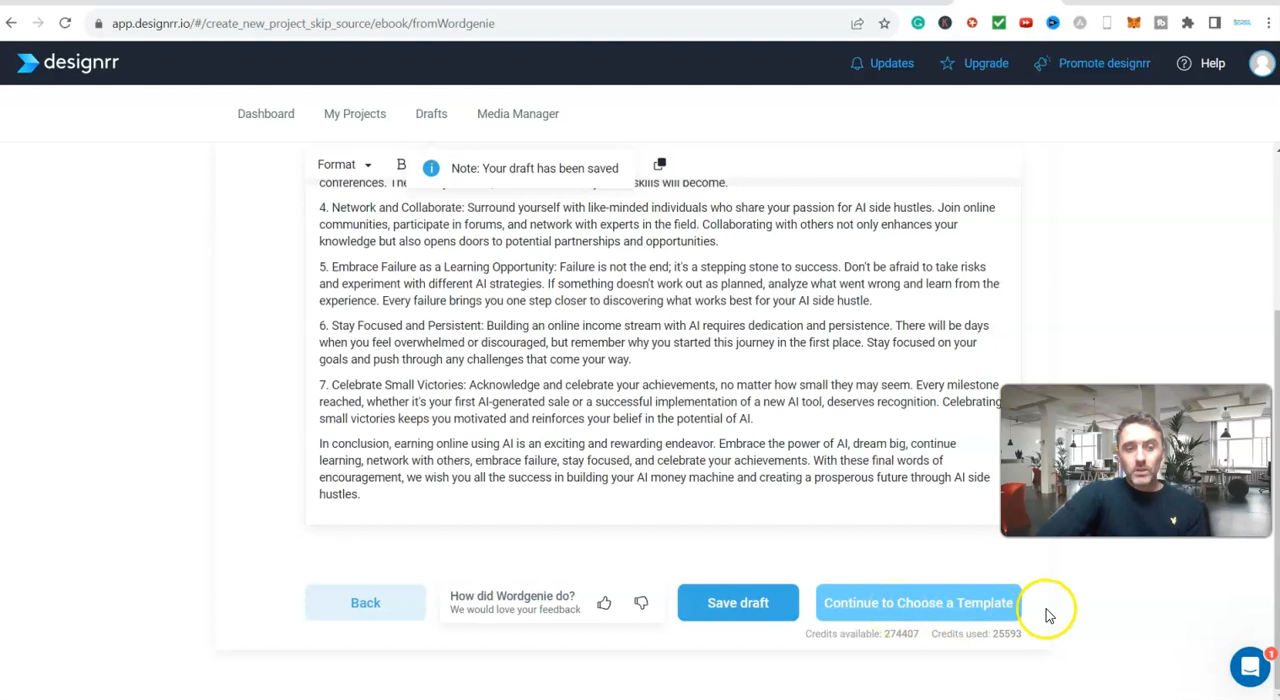 app.designrr.io/#/create_new_project_skip_source/ebook/fromWordgenie
designrr
Updates
Upgrade
Promote designrr
Help
Dashboard
My Projects
Drafts
Media Manager
Format
B
Note: Your draft has been saved
conferences. skills will become.
4. Network and Collaborate: Surround yourself with like-minded individuals who share your passion for AI side hustles. Join online
communities, participate in forums, and network with experts in the field. Collaborating with others not only enhances your
knowledge but also opens doors to potential partnerships and opportunities.
5. Embrace Failure as a Learning Opportunity: Failure is not the end; it's a stepping stone to success. Don't be afraid to take risks
and experiment with different AI strategies. If something doesn't work out as planned, analyze what went wrong and learn from the
experience. Every failure brings you one step closer to discovering what works best for your AI side hustle.
6. Stay Focused and Persistent: Building an online income stream with AI requires dedication and persistence. There will be days
when you feel overwhelmed or discouraged, but remember why you started this journey in the first place. Stay focused on your
goals and push through any challenges that come your way.
7. Celebrate Small Victories: Acknowledge and celebrate your achievements, no matter how small they may seem. Every milestone
reached, whether it's your first AI-generated sale or a successful implementation of a new AI tool, deserves recognition. Celebrating
small victories keeps you motivated and reinforces your belief in the potential of AI.
In conclusion, earning online using AI is an exciting and rewarding endeavor. Embrace the power of AI, dream big, continue
learning, network with others, embrace failure, stay focused, and celebrate your achievements. With these final words of
encouragement, we wish you all the success in building your AI money machine and creating a prosperous future through AI side
hustles.
Back
How did Wordgenie do?
We would love your feedback
Save draft
Continue to Choose a Template
Credits available: 274407 Credits used: 25593
1